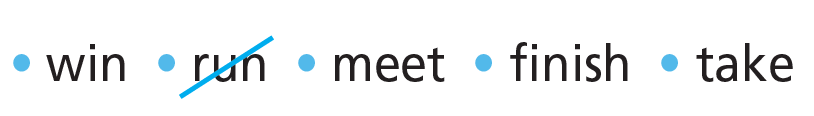 • win • run • meet • finish • take